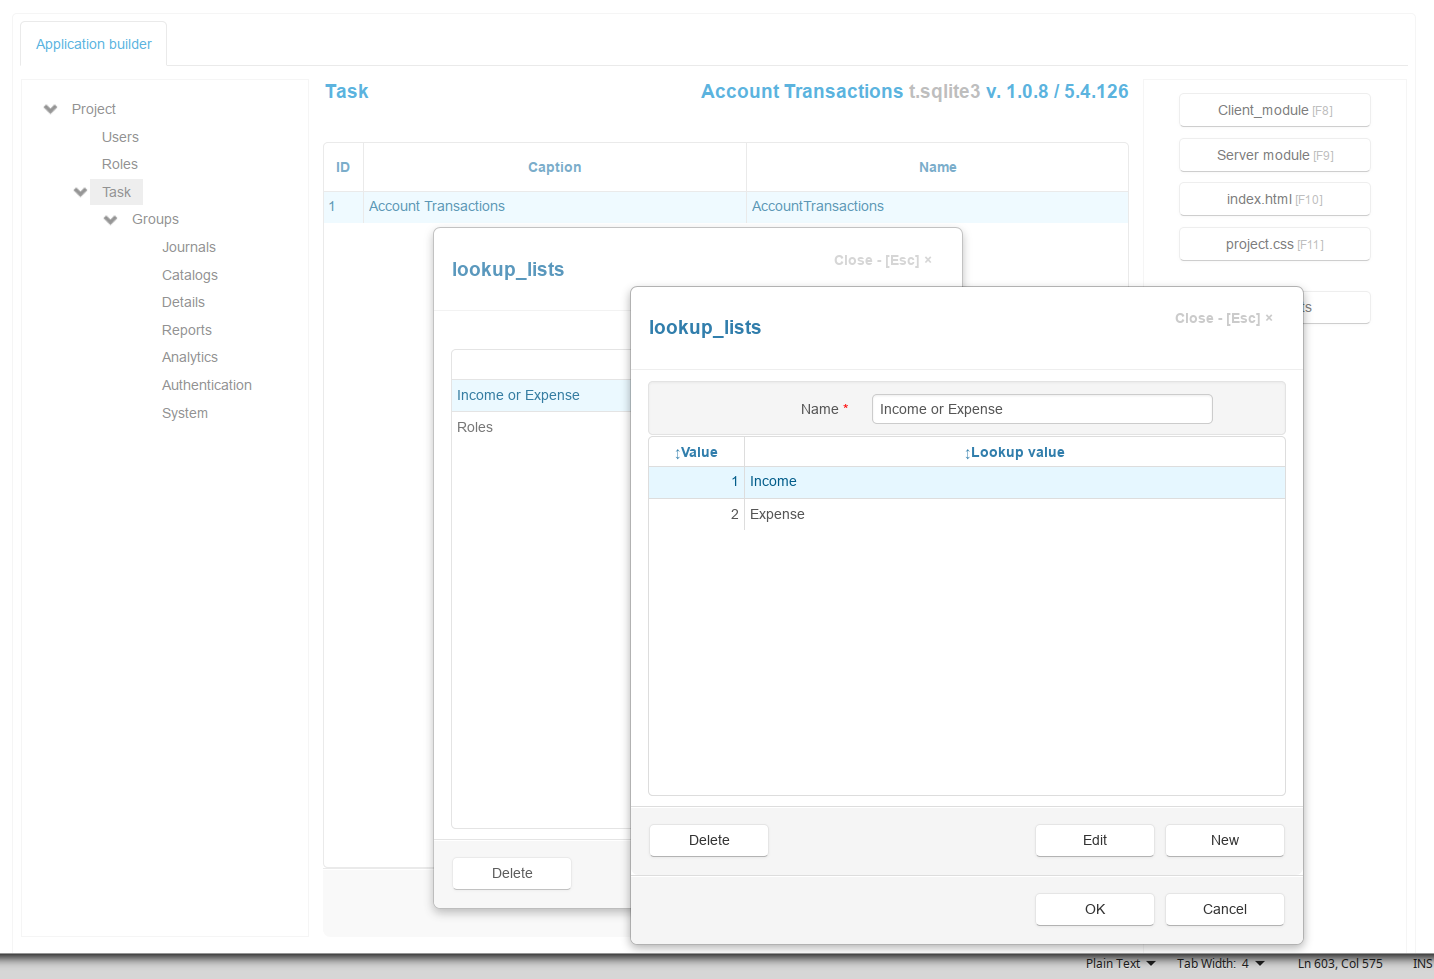 Application builder
Project
Users
Roles
Task
Groups
Journals
Catalogs
Details
Reports
Analytics
Authentication
System
Task
Account Transactions t.sqlite3 v. 1.0.8 / 5.4.126
ID Caption Name
1 Account Transactions AccountTransactions
Client_module [F8]
Server module [F9]
index.html [F10]
project.css [F11]
lookup_lists
Close - [Esc] ×
Income or Expense
Roles
Delete
lookup_lists
Close - [Esc] ×
Name * Income or Expense
↕Value ↕Lookup value
1 Income
2 Expense
Delete Edit New
OK Cancel
Plain Text Tab Width: 4 Ln 603, Col 575 INS